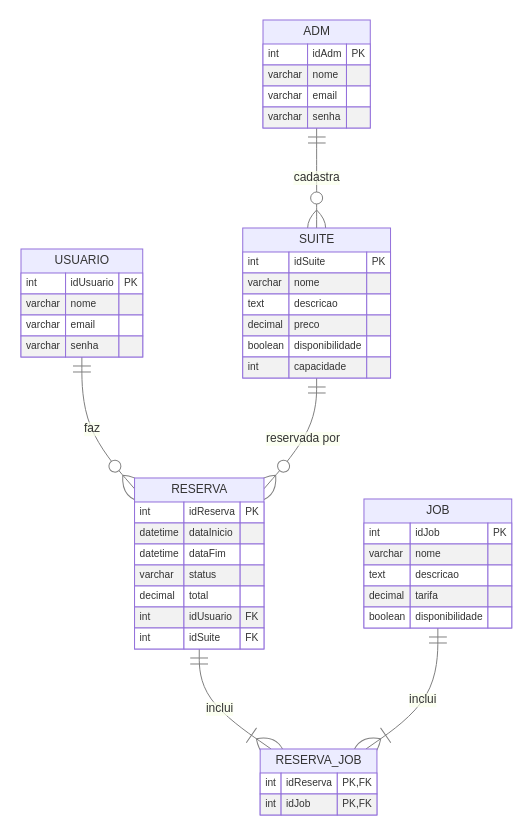 ADM
int idAdm PK
varchar nome
varchar email
varchar senha
cadastra
SUITE
int idSuite PK
varchar nome
text descricao
decimal preco
boolean disponibilidade
int capacidade
USUARIO
int idUsuario PK
varchar nome
varchar email
varchar senha
faz
reservada por
RESERVA
int idReserva PK
datetime dataInicio
datetime dataFim
varchar status
decimal total
int idUsuario FK
int idSuite FK
JOB
int idJob PK
varchar nome
text descricao
decimal tarifa
boolean disponibilidade
inclui
inclui
RESERVA_JOB
int idReserva PK,FK
int idJob PK,FK